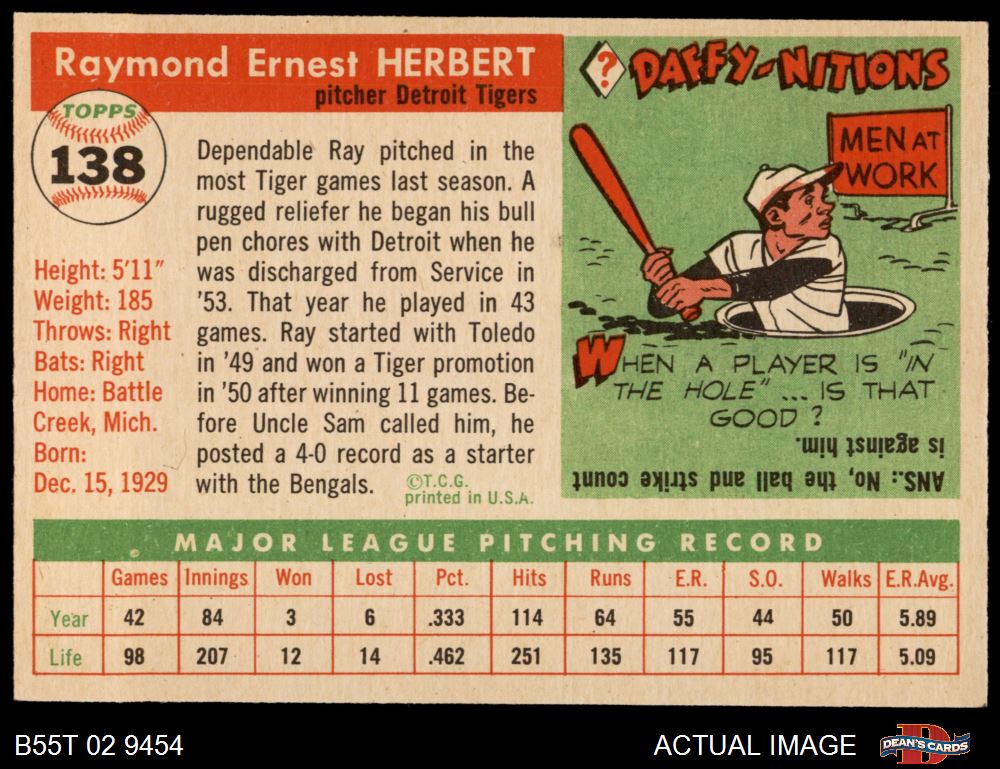 Raymond Ernest HERBERT
pitcher Detroit Tigers
TOPPS
138
Height: 5'11"
Weight: 185
Throws: Right
Bats: Right
Home: Battle
Creek, Mich.
Born:
Dec. 15, 1929
Dependable Ray pitched in the
most Tiger games last season. A
rugged reliefer he began his bull
pen chores with Detroit when he
was discharged from Service in
'53. That year he played in 43
games. Ray started with Toledo
in '49 and won a Tiger promotion
in '50 after winning 11 games. Be-
fore Uncle Sam called him, he
posted a 4-0 record as a starter
with the Bengals.
©T.C.G.
printed in U.S.A.
? DAFFY-NITIONS
MEN AT
WORK
WHEN A PLAYER IS "IN
THE HOLE" ... IS THAT
GOOD ?
ANS.: No, the ball and strike count
is against him.
MAJOR LEAGUE PITCHING RECORD
Games Innings Won Lost Pct. Hits Runs E.R. S.O. Walks E.R.Avg.
Year 42 84 3 6 .333 114 64 55 44 50 5.89
Life 98 207 12 14 .462 251 135 117 95 117 5.09
B55T 02 9454
ACTUAL IMAGE
D
DEAN'S CARDS